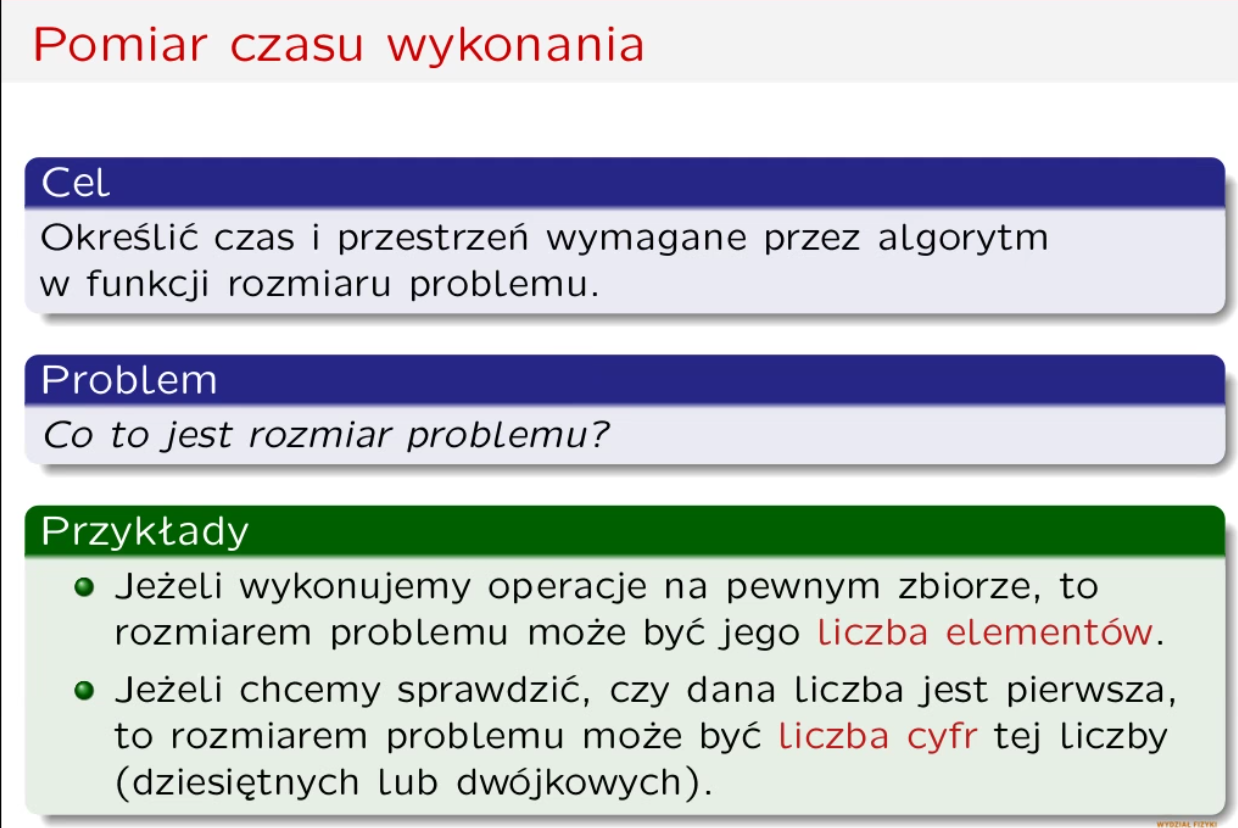 Pomiar czasu wykonania
Cel
Określić czas i przestrzeń wymagane przez algorytm
w funkcji rozmiaru problemu.
Problem
Co to jest rozmiar problemu?
Przykłady
Jeżeli wykonujemy operacje na pewnym zbiorze, to
rozmiarem problemu może być jego liczba elementów.
Jeżeli chcemy sprawdzić, czy dana liczba jest pierwsza,
to rozmiarem problemu może być liczba cyfr tej liczby
(dziesiętnych lub dwójkowych).
WYDZIAŁ FIZYKI